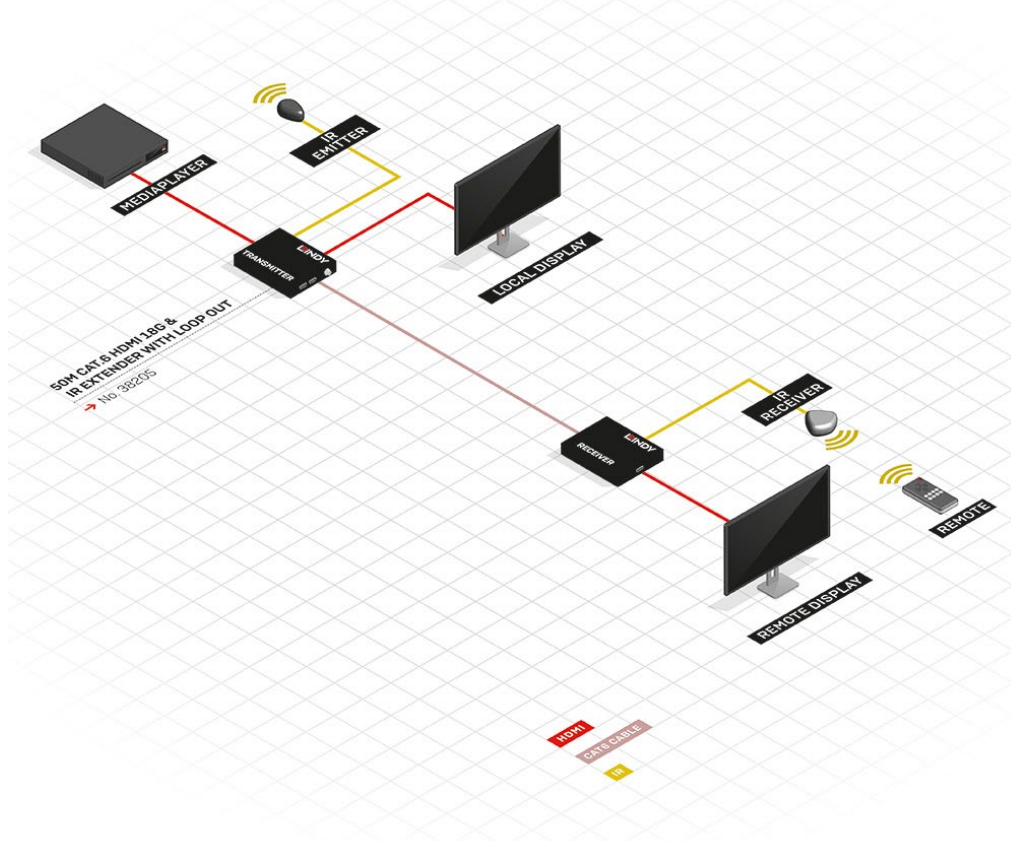 MEDIAPLAYER
IR
EMITTER
LOCAL DISPLAY
LINDY
TRANSMITTER
50M CAT.6 HDMI 18G &
IR EXTENDER WITH LOOP OUT
No. 38205
IR
RECEIVER
LINDY
RECEIVER
REMOTE
REMOTE DISPLAY
HDMI
CAT6 CABLE
IR